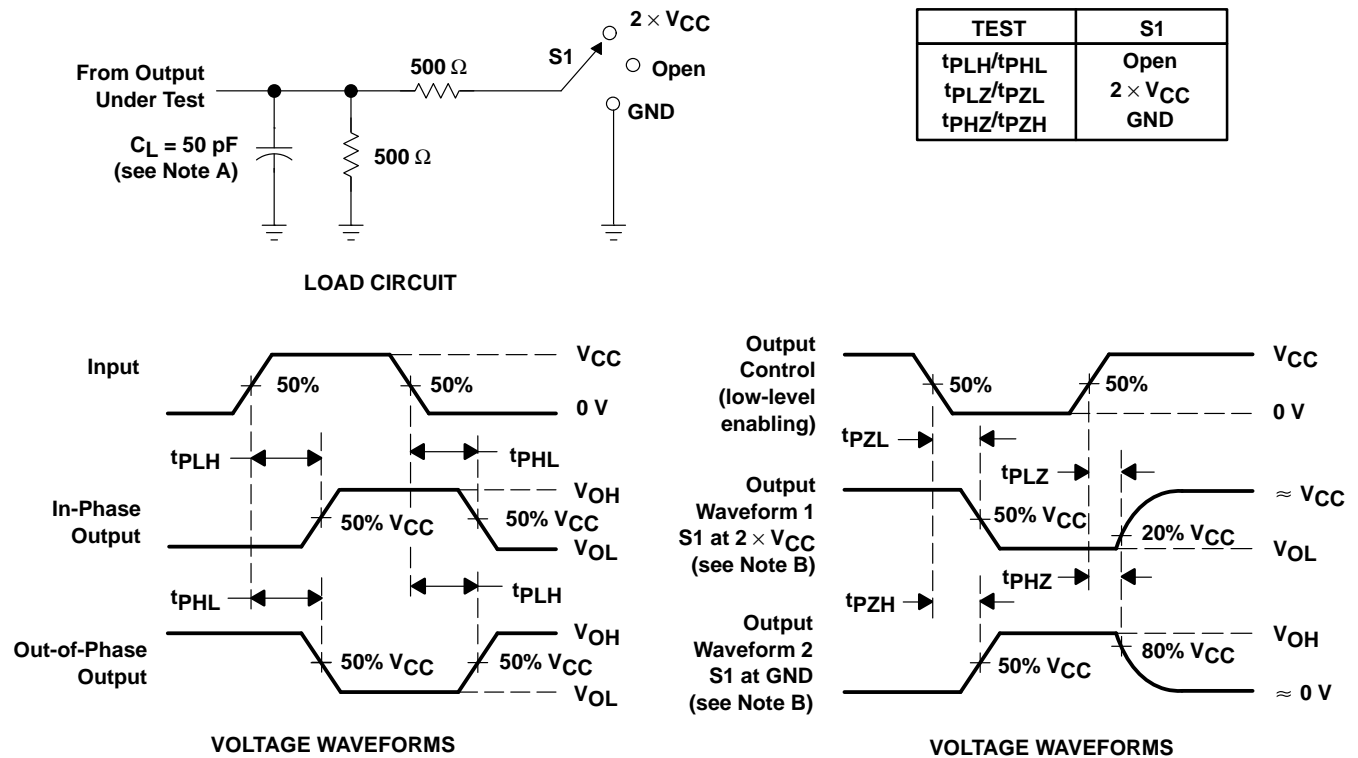 2 × VCC
S1
Open
GND
500 Ω
From Output
Under Test
CL = 50 pF
(see Note A)
500 Ω
LOAD CIRCUIT
TEST S1
tPLH/tPHL Open
tPLZ/tPZL 2 × VCC
tPHZ/tPZH GND
Input
50%
50%
VCC
0 V
tPLH
tPHL
In-Phase
Output
50% VCC
50% VCC
VOH
VOL
tPHL
tPLH
Out-of-Phase
Output
50% VCC
50% VCC
VOH
VOL
VOLTAGE WAVEFORMS
Output
Control
(low-level
enabling)
50%
50%
VCC
0 V
tPZL
tPLZ
Output
Waveform 1
S1 at 2 × VCC
(see Note B)
50% VCC
20% VCC
≈ VCC
VOL
tPZH
tPHZ
Output
Waveform 2
S1 at GND
(see Note B)
50% VCC
80% VCC
VOH
≈ 0 V
VOLTAGE WAVEFORMS